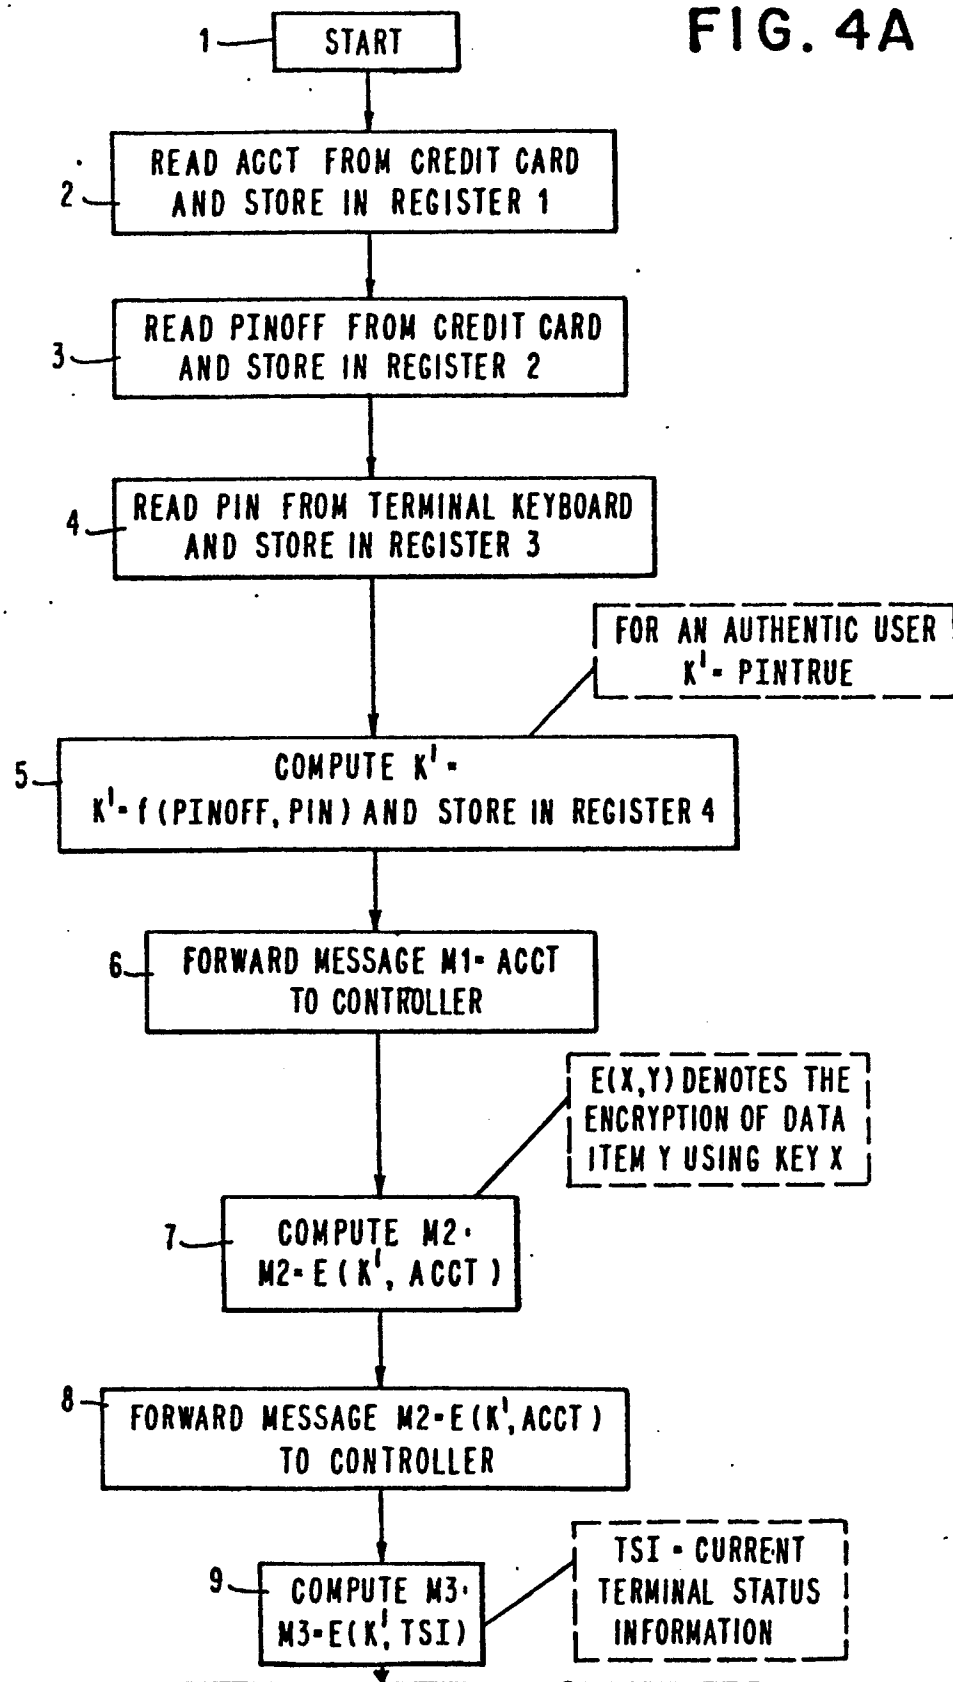 FIG. 4A
1
START
2
READ ACCT FROM CREDIT CARD
AND STORE IN REGISTER 1
3
READ PINOFF FROM CREDIT CARD
AND STORE IN REGISTER 2
4
READ PIN FROM TERMINAL KEYBOARD
AND STORE IN REGISTER 3
FOR AN AUTHENTIC USER
K' = PINTRUE
5
COMPUTE K' =
K' = f (PINOFF, PIN) AND STORE IN REGISTER 4
6
FORWARD MESSAGE M1 = ACCT
TO CONTROLLER
E(X,Y) DENOTES THE
ENCRYPTION OF DATA
ITEM Y USING KEY X
7
COMPUTE M2:
M2 = E (K', ACCT)
8
FORWARD MESSAGE M2 = E (K', ACCT)
TO CONTROLLER
9
COMPUTE M3:
M3 = E(K', TSI)
TSI = CURRENT
TERMINAL STATUS
INFORMATION